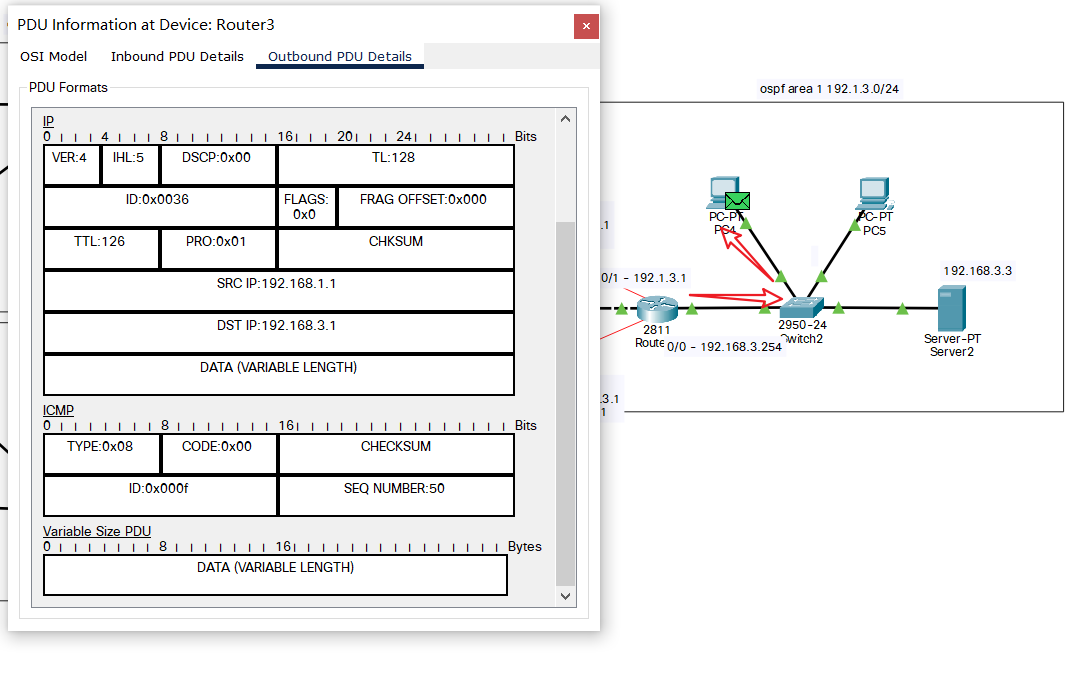 PDU Information at Device: Router3
×
OSI Model Inbound PDU Details Outbound PDU Details
PDU Formats
IP
0 4 8 16 20 24 Bits
VER:4 IHL:5 DSCP:0x00 TL:128
ID:0x0036 FLAGS: 0x0 FRAG OFFSET:0x000
TTL:126 PRO:0x01 CHKSUM
SRC IP:192.168.1.1
DST IP:192.168.3.1
DATA (VARIABLE LENGTH)
ICMP
0 8 16 Bits
TYPE:0x08 CODE:0x00 CHECKSUM
ID:0x000f SEQ NUMBER:50
Variable Size PDU
0 8 16 Bytes
DATA (VARIABLE LENGTH)
ospf area 1 192.1.3.0/24
PC-PT
PC4
PC-PT
PC5
.1
0/1 - 192.1.3.1
192.168.3.3
2811
Route
0/0 - 192.168.3.254
2950-24
witch2
Server-PT
Server2
.3.1
1